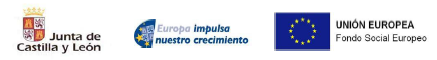 Junta de
Castilla y León
Europa impulsa
nuestro crecimiento
UNIÓN EUROPEA
Fondo Social Europeo